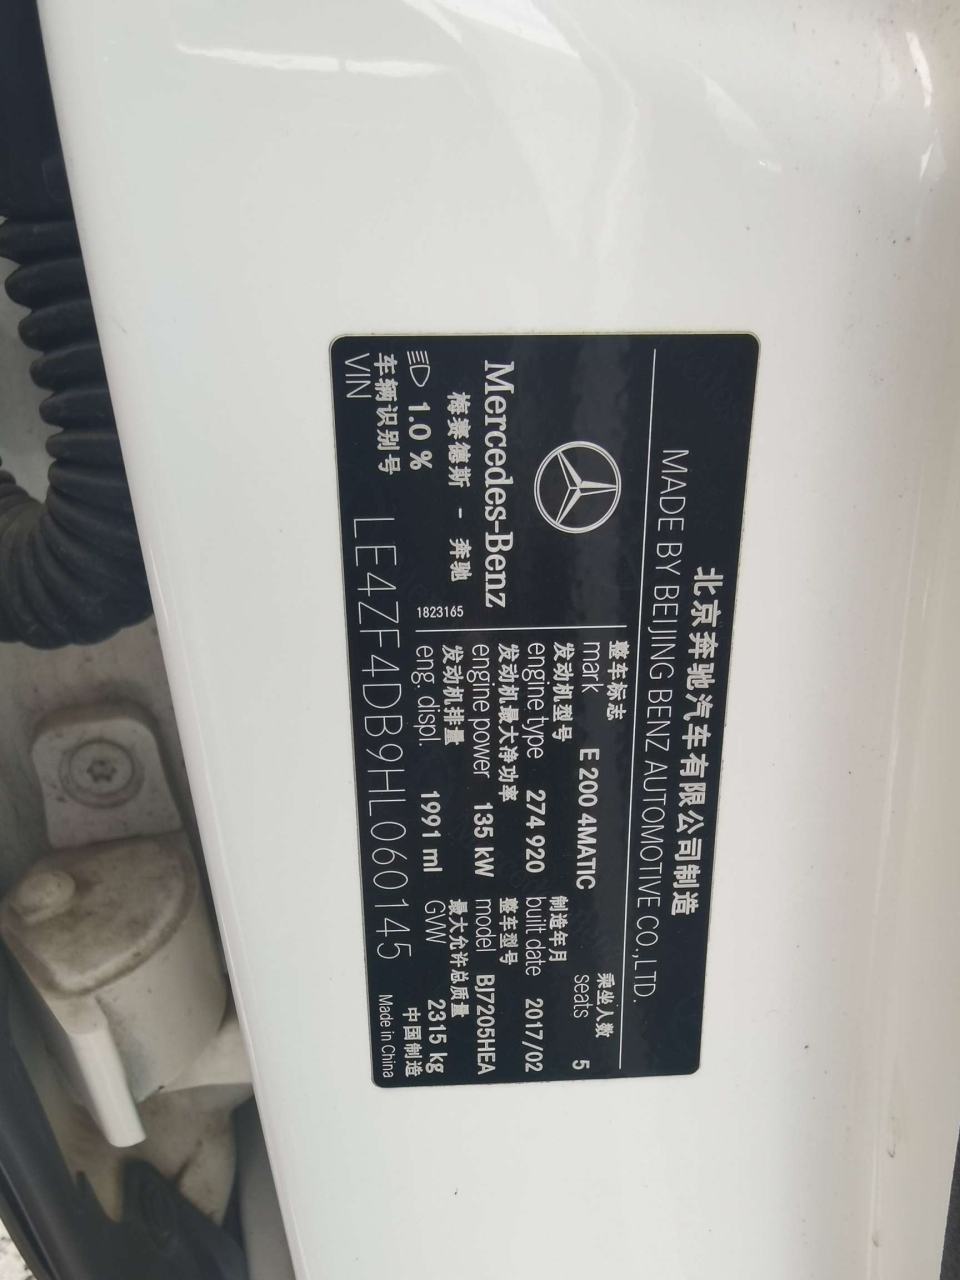 北京奔驰汽车有限公司制造
MADE BY BEIJING BENZ AUTOMOTIVE CO.,LTD.
Mercedes-Benz
梅赛德斯 - 奔驰
1.0 %
1823165
整车标志
mark E 200 4MATIC
乘坐人数
seats 5
发动机型号
engine type 274 920
制造年月
built date 2017/02
发动机最大净功率
engine power 135 kW
整车型号
model BJ7205HEA
发动机排量
eng. displ. 1991 ml
最大允许总质量
GVW 2315 kg
车辆识别号
VIN LE4ZF4DB9HL060145
中国制造
Made in China